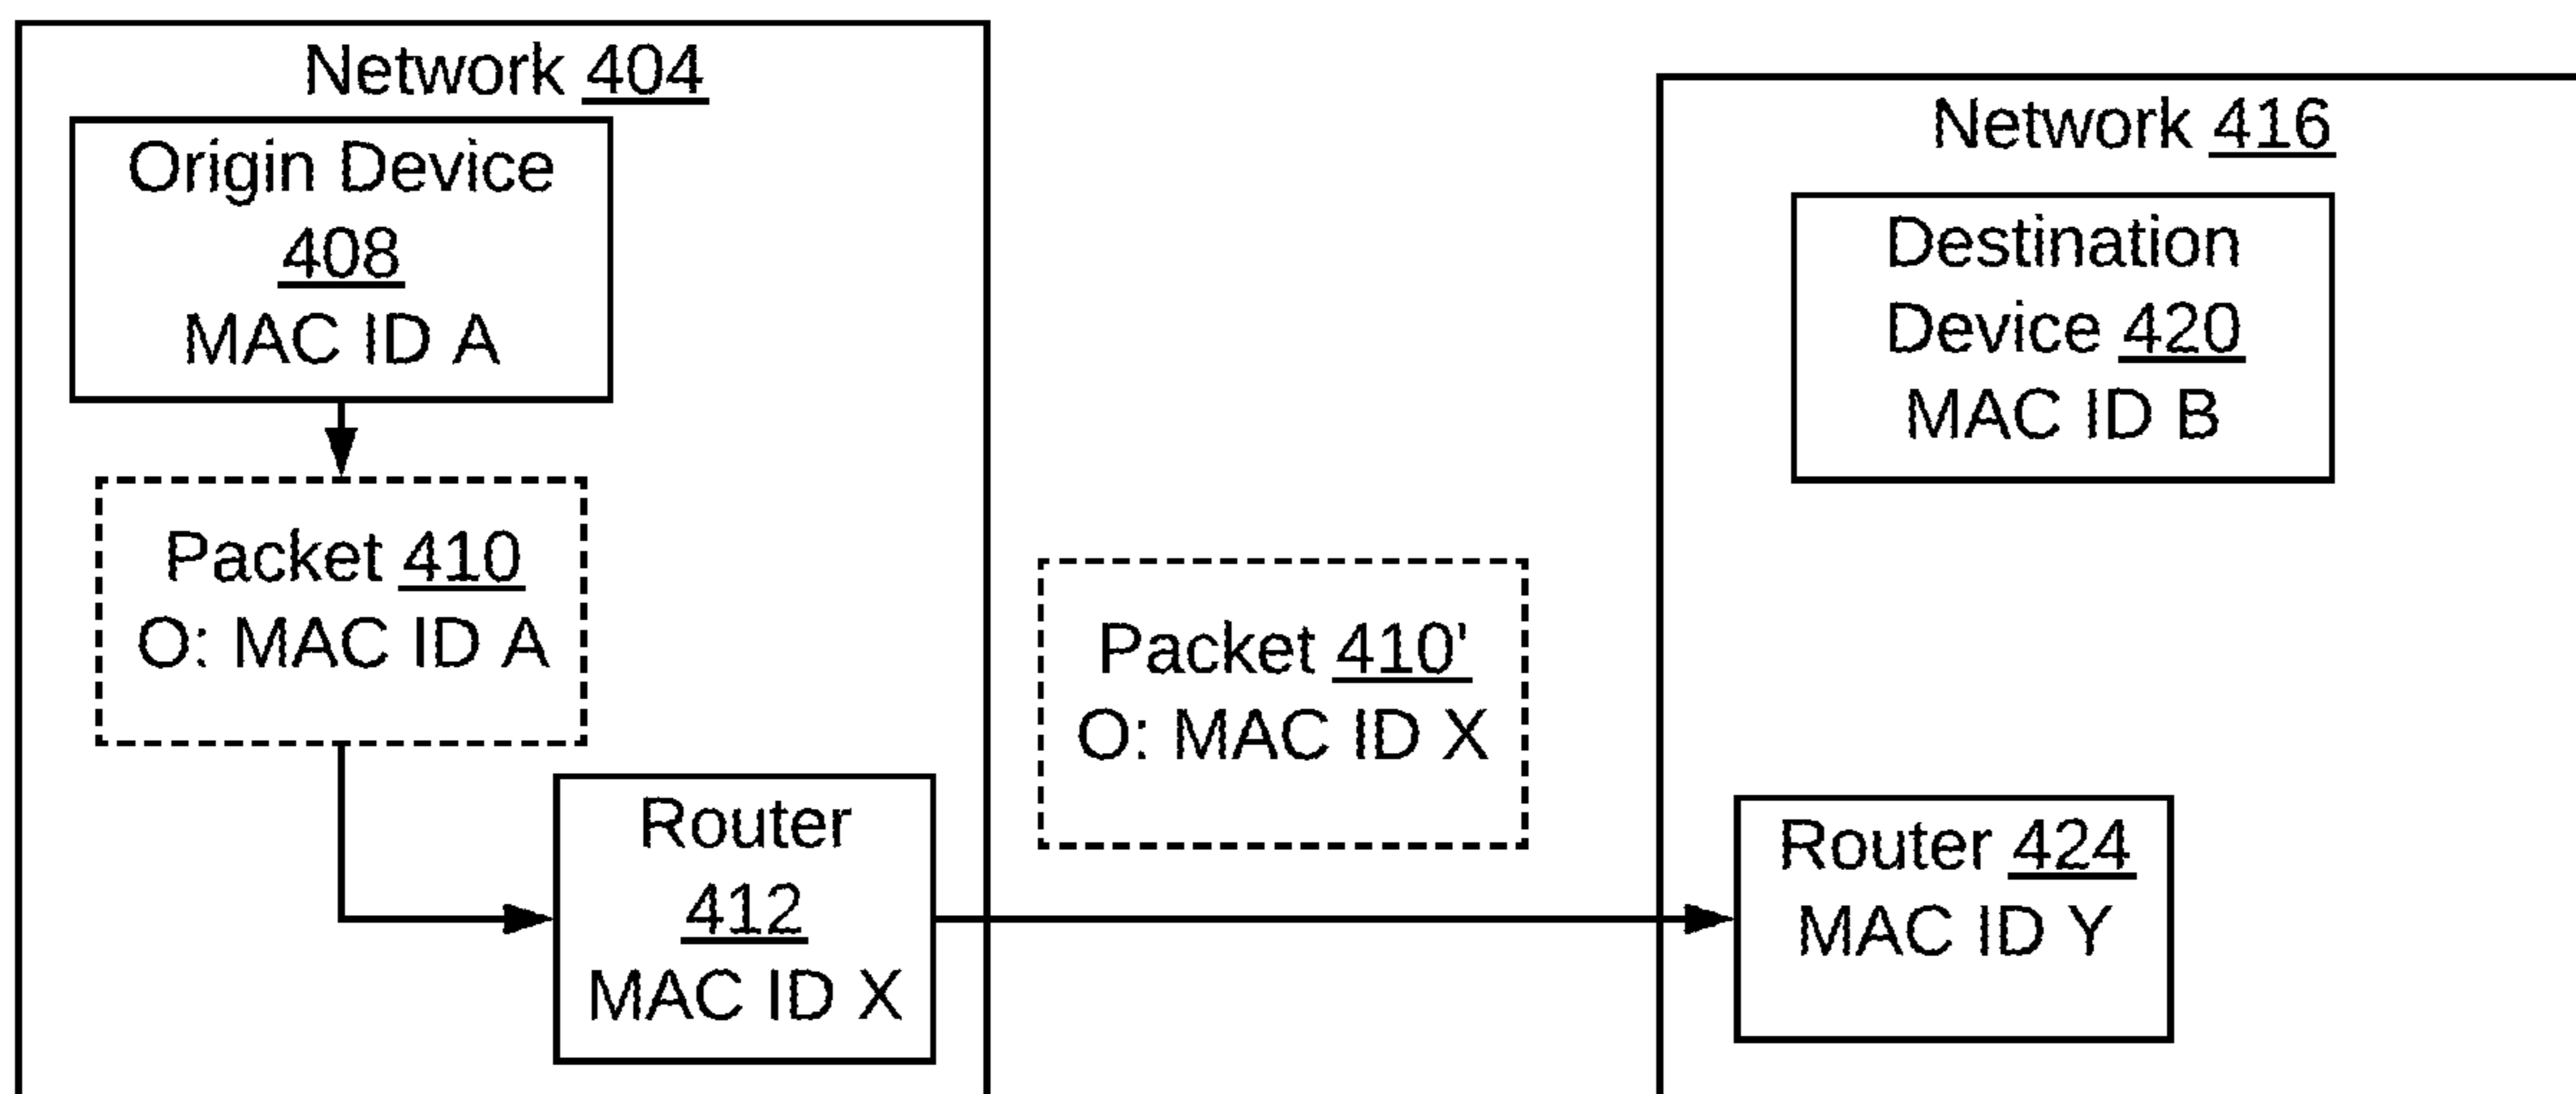 Network 404
Origin Device
408
MAC ID A
Packet 410
O: MAC ID A
Router
412
MAC ID X
Packet 410'
O: MAC ID X
Network 416
Destination
Device 420
MAC ID B
Router 424
MAC ID Y